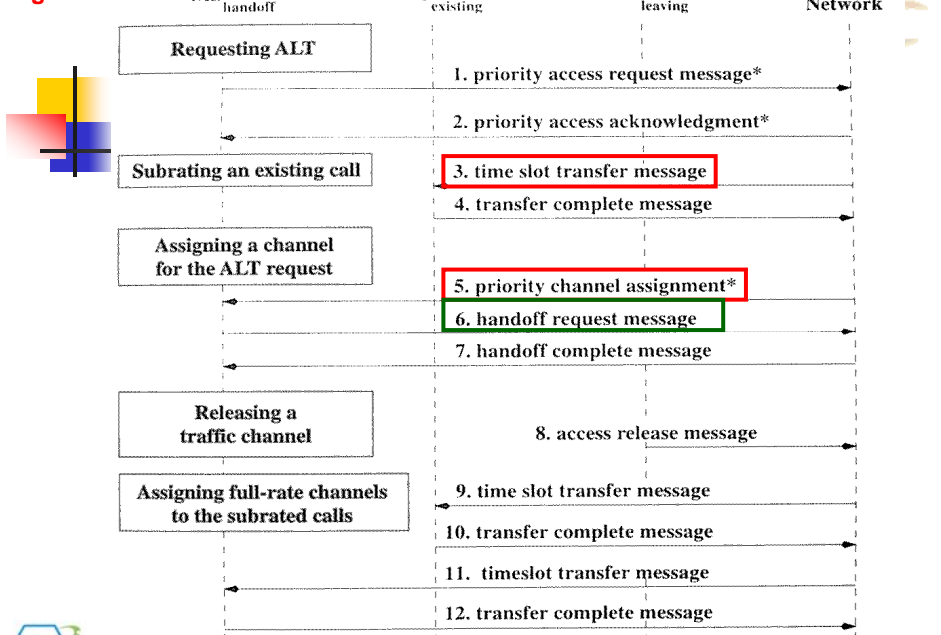 handoff
existing
leaving
Network
Requesting ALT
1. priority access request message*
2. priority access acknowledgment*
Subrating an existing call
3. time slot transfer message
4. transfer complete message
Assigning a channel
for the ALT request
5. priority channel assignment*
6. handoff request message
7. handoff complete message
Releasing a
traffic channel
8. access release message
Assigning full-rate channels
to the subrated calls
9. time slot transfer message
10. transfer complete message
11. timeslot transfer message
12. transfer complete message